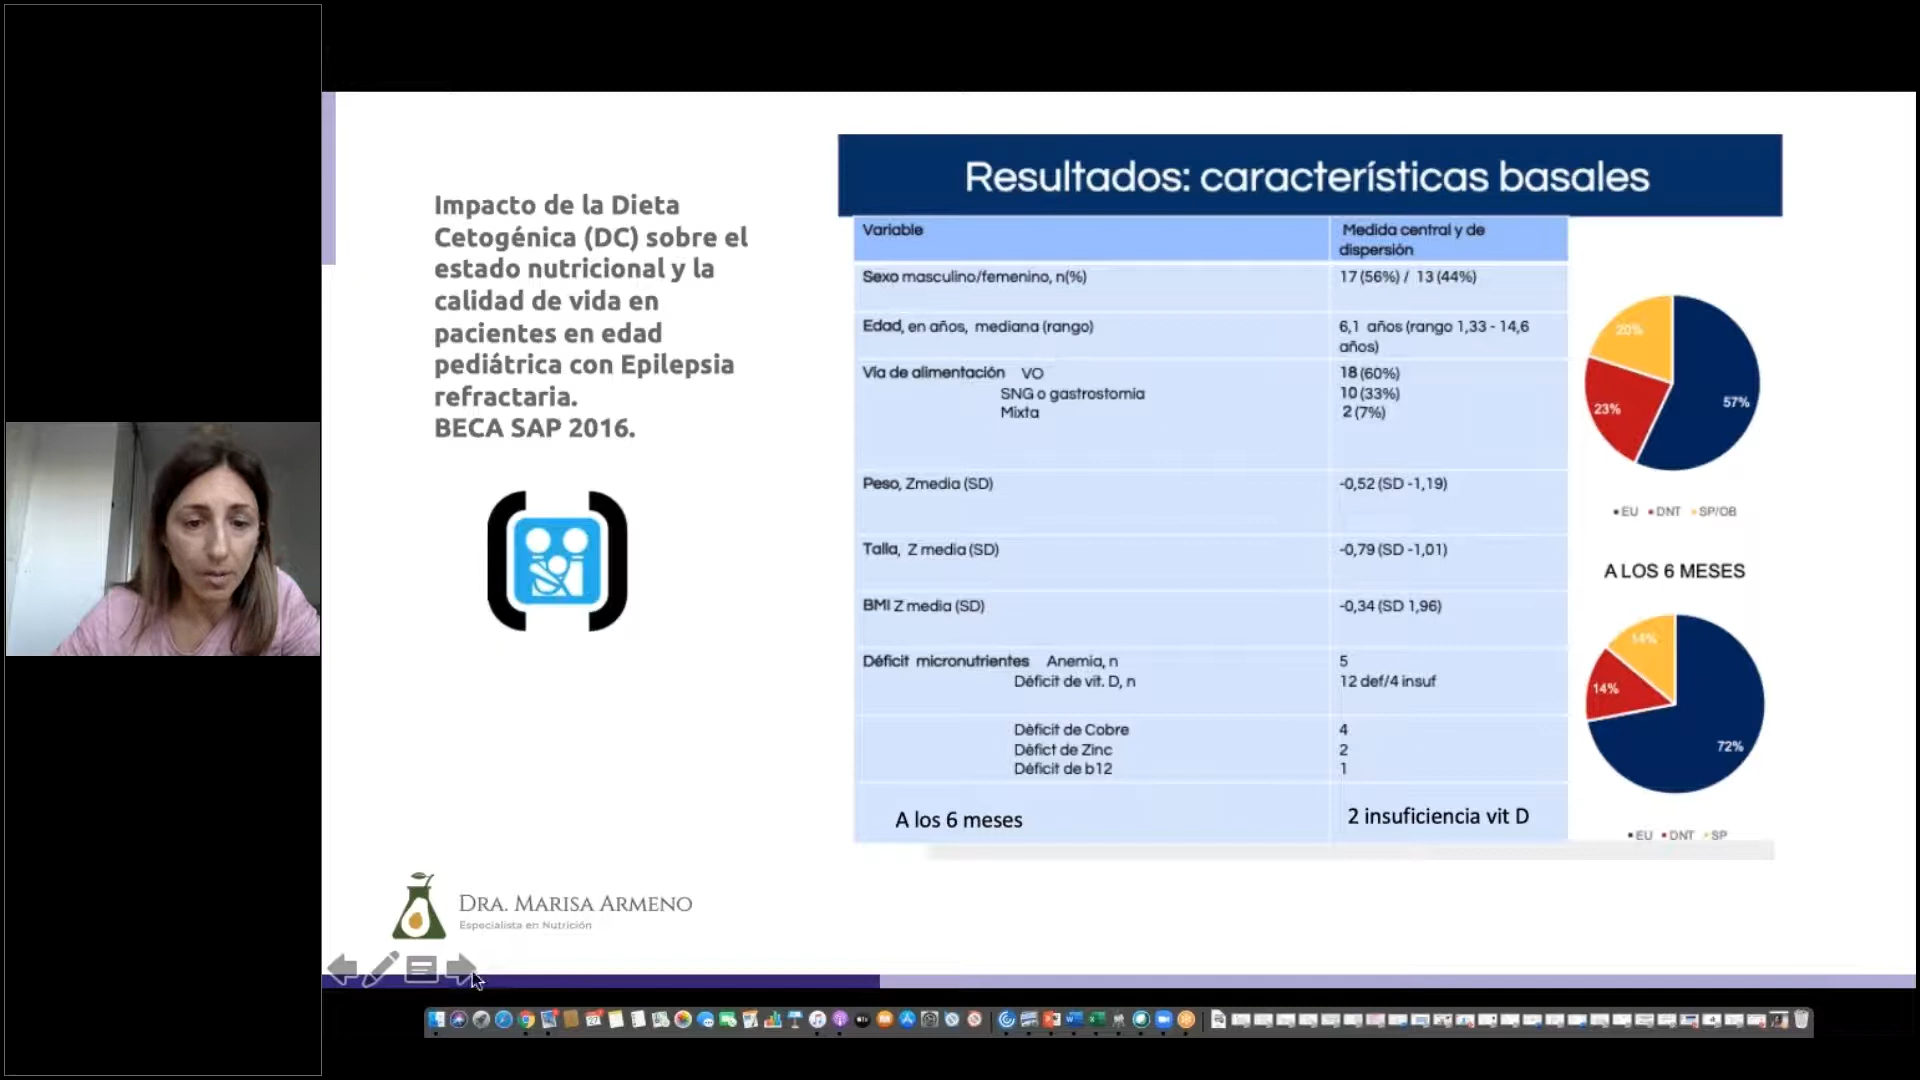 Impacto de la Dieta
Cetogénica (DC) sobre el
estado nutricional y la
calidad de vida en
pacientes en edad
pediátrica con Epilepsia
refractaria.
BECA SAP 2016.
DRA. MARISA ARMENO
Especialista en Nutrición
Resultados: características basales
Variable
Medida central y de
dispersión
Sexo masculino/femenino, n(%)
17 (56%) / 13 (44%)
Edad, en años, mediana (rango)
6,1 años (rango 1,33 - 14,6
años)
Vía de alimentación VO
18 (60%)
SNG o gastrostomía
10 (33%)
Mixta
2 (7%)
Peso, Zmedia (SD)
-0,52 (SD -1,19)
Talla, Z media (SD)
-0,79 (SD -1,01)
BMI Z media (SD)
-0,34 (SD 1,96)
Déficit micronutrientes Anemia, n
5
Déficit de vit. D, n
12 def/4 insuf
Déficit de Cobre
4
Défict de Zinc
2
Déficit de b12
1
A los 6 meses
2 insuficiencia vit D
20%
23%
57%
EU DNT SP/OB
A LOS 6 MESES
14%
14%
72%
EU DNT SP